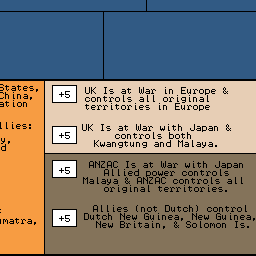 States,
China,
ation
llies:
y,
d
:
umatra,
+5
UK Is at War in Europe &
controls all original
territories in Europe
+5
UK Is at War with Japan &
controls both
Kwangtung and Malaya.
+5
ANZAC Is at War with Japan
Allied power controls
Malaya & ANZAC controls all
original territories.
+5
Allies (not Dutch) control
Dutch New Guinea, New Guinea,
New Britain, & Solomon Is.